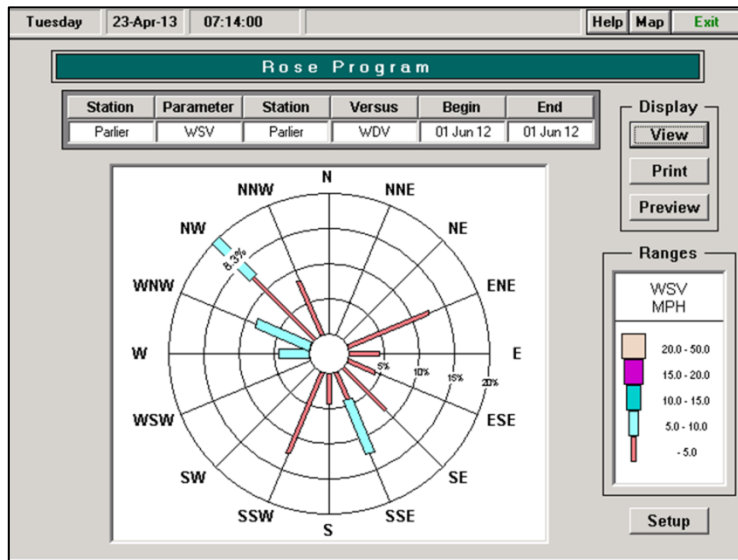 Tuesday 23-Apr-13 07:14:00 Help Map Exit
Rose Program
Station Parameter Station Versus Begin End
Parlier WSV Parlier WDV 01 Jun 12 01 Jun 12
Display
View
Print
Preview
N
NNW NNE
NW NE
8.3%
WNW ENE
W E
5% 10% 15% 20%
WSW ESE
SW SE
SSW SSE
S
Ranges
WSV
MPH
20.0 - 50.0
15.0 - 20.0
10.0 - 15.0
5.0 - 10.0
- 5.0
Setup